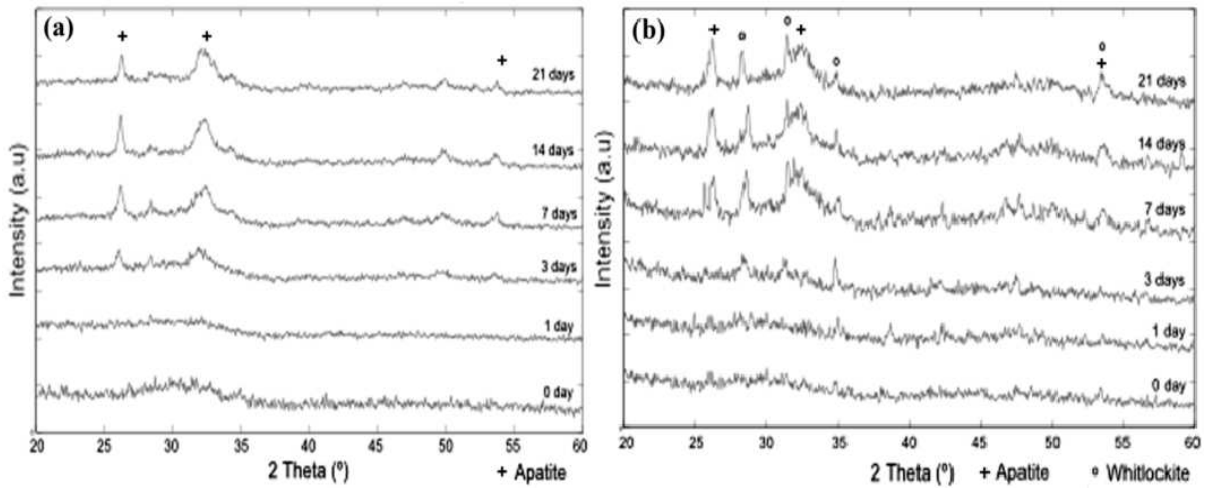 (a)
+ + +
21 days
14 days
7 days
3 days
1 day
0 day
Intensity (a.u)
20 25 30 35 40 45 50 55 60
2 Theta (º)
+ Apatite
(b)
21 days
14 days
7 days
3 days
1 day
0 day
Intensity (a.u)
20 25 30 35 40 45 50 55 60
2 Theta (º) + Apatite º Whitlockite